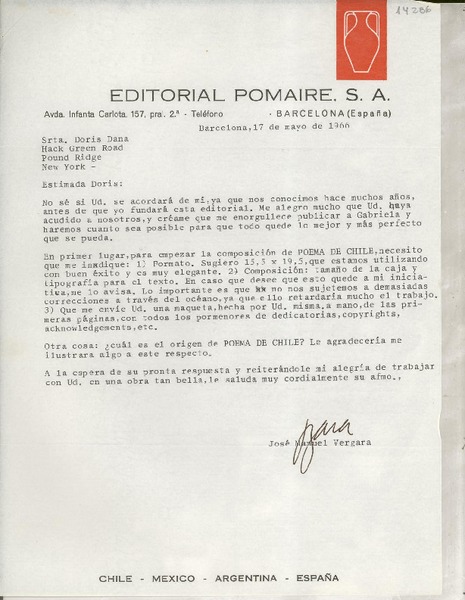 14286
EDITORIAL POMAIRE, S. A.
Avda. Infanta Carlota, 157, pral. 2.ª - Teléfono - BARCELONA (España)
Barcelona,17 de mayo de 1966
Srta. Doris Dana
Hack Green Road
Pound Ridge
New York -
Estimada Doris:
No sé si Ud. se acordará de mí,ya que nos conocimos hace muchos años,
antes de que yo fundará esta editorial. Me alegro mucho que Ud. haya
acudido a nosotros,y créame que me enorgullece publicar a Gabriela y
haremos cuanto sea posible para que todo quede lo mejor y más perfecto
que se pueda.
En primer lugar,para empezar la composición de POEMA DE CHILE,necesito
que me indique: 1) Formato. Sugiero 15,5 x 19,5,que estamos utilizando
con buén éxito y es muy elegante. 2) Composición: tamaño de la caja y
tipografía para el texto. En caso que desee que esto quede a mi inicia-
tiva,me lo avisa. Lo importante es que no nos sujetemos a demasiadas
correcciones a través del océano,ya que ello retardaría mucho el trabajo.
3) Que me envíe Ud. una maqueta,hecha por Ud. misma,a mano,de las pri-
meras páginas,con todos los pormenores de dedicatorias,copyrights,
acknowledgements,etc.
Otra cosa: ¿cuál es el origen de POEMA DE CHILE? Le agradecería me
ilustrara algo a este respecto.
A la espera de su pronta respuesta y reiterándole mi alegría de trabajar
con Ud. en una obra tan bella,le saluda muy cordialmente su afmo.,
José Manuel Vergara
CHILE - MEXICO - ARGENTINA - ESPAÑA